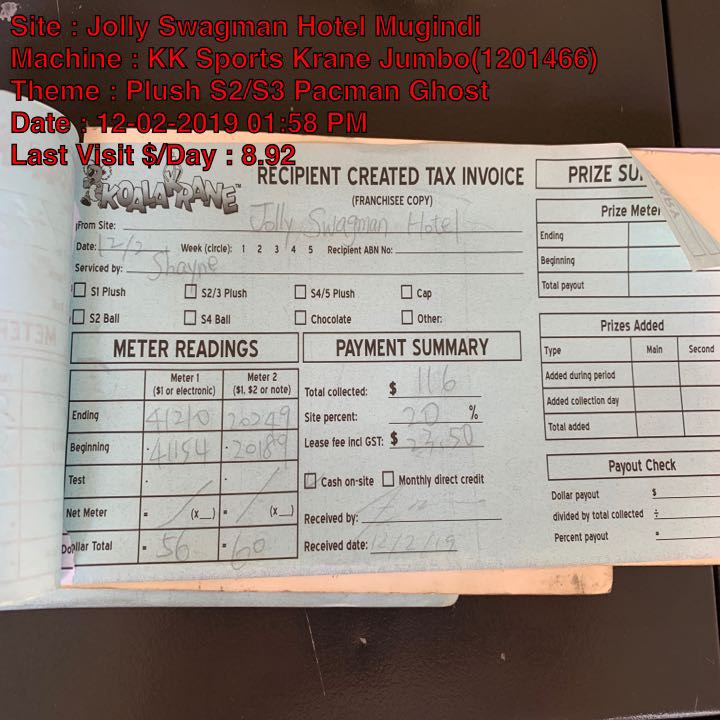 Site : Jolly Swagman Hotel Mugindi
Machine : KK Sports Krane Jumbo(1201466)
Theme : Plush S2/S3 Pacman Ghost
Date : 12-02-2019 01:58 PM
Last Visit $/Day : 8.92
KOALA KRANE™
RECIPIENT CREATED TAX INVOICE
(FRANCHISEE COPY)
From Site: Jolly Swagman Hotel
Date: 12/2 Week (circle): 1 2 3 4 5 Recipient ABN No:
Serviced by: Shayne
S1 Plush S2/3 Plush S4/5 Plush Cap
S2 Ball S4 Ball Chocolate Other:
METER READINGS
Meter 1 Meter 2
($1 or electronic) ($1, $2 or note)
Ending 41210 20249
Beginning 41154 20189
Test
Net Meter = (x__) = (x__)
Dollar Total = 56 = 60
PAYMENT SUMMARY
Total collected: $ 116
Site percent: 20 %
Lease fee incl GST: $ 23.50
Cash on-site Monthly direct credit
Received by:
Received date: 12/2/19
PRIZE
Prize Meter
Ending
Beginning
Total payout
Prizes Added
Type Main Second
Added during period
Added collection day
Total added
Payout Check
Dollar payout $
divided by total collected ÷
Percent payout =